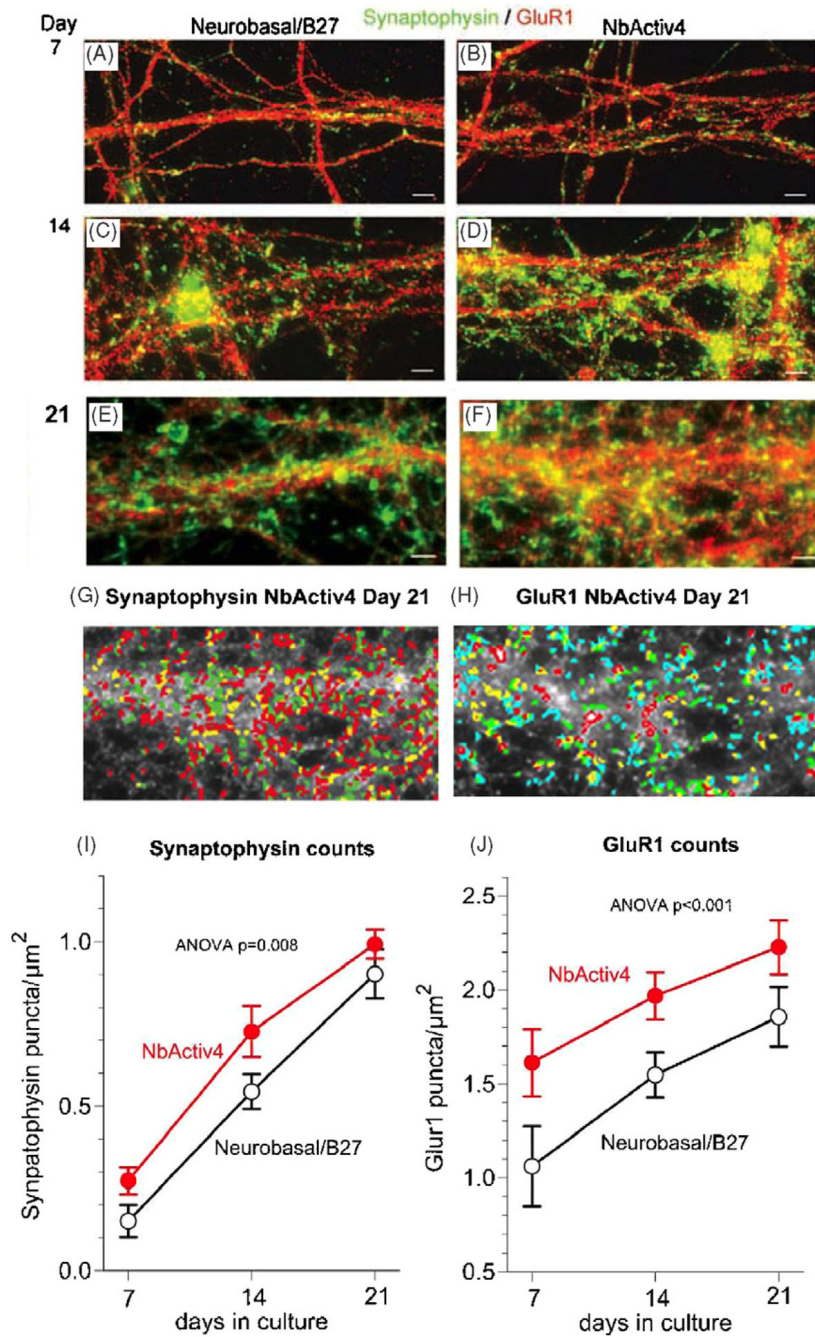 Synaptophysin / GluR1
Day Neurobasal/B27 NbActiv4
7
(A) (B)
14
(C) (D)
21
(E) (F)
(G) Synaptophysin NbActiv4 Day 21
(H) GluR1 NbActiv4 Day 21
(I) Synaptophysin counts
ANOVA p=0.008
NbActiv4
Neurobasal/B27
Synpatophysin puncta/µm²
1.0
0.5
0.0
7 14 21
days in culture
(J) GluR1 counts
ANOVA p<0.001
NbActiv4
Neurobasal/B27
Glur1 puncta/µm²
2.5
2.0
1.5
1.0
0.5
7 14 21
days in culture